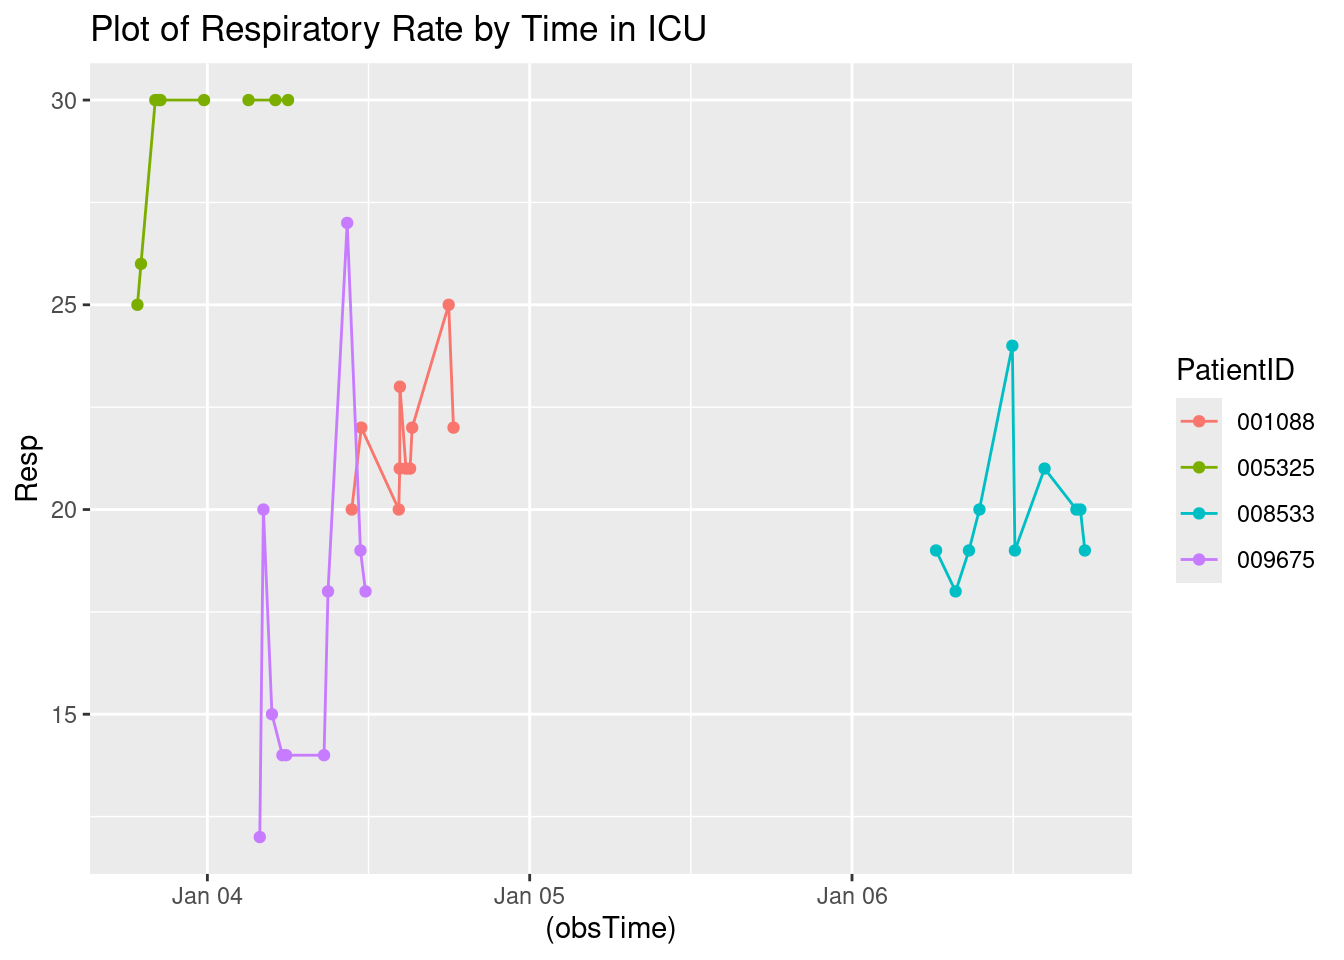 Plot of Respiratory Rate by Time in ICU
30
25
20
15
Resp
Jan 04
Jan 05
Jan 06
(obsTime)
PatientID
001088
005325
008533
009675